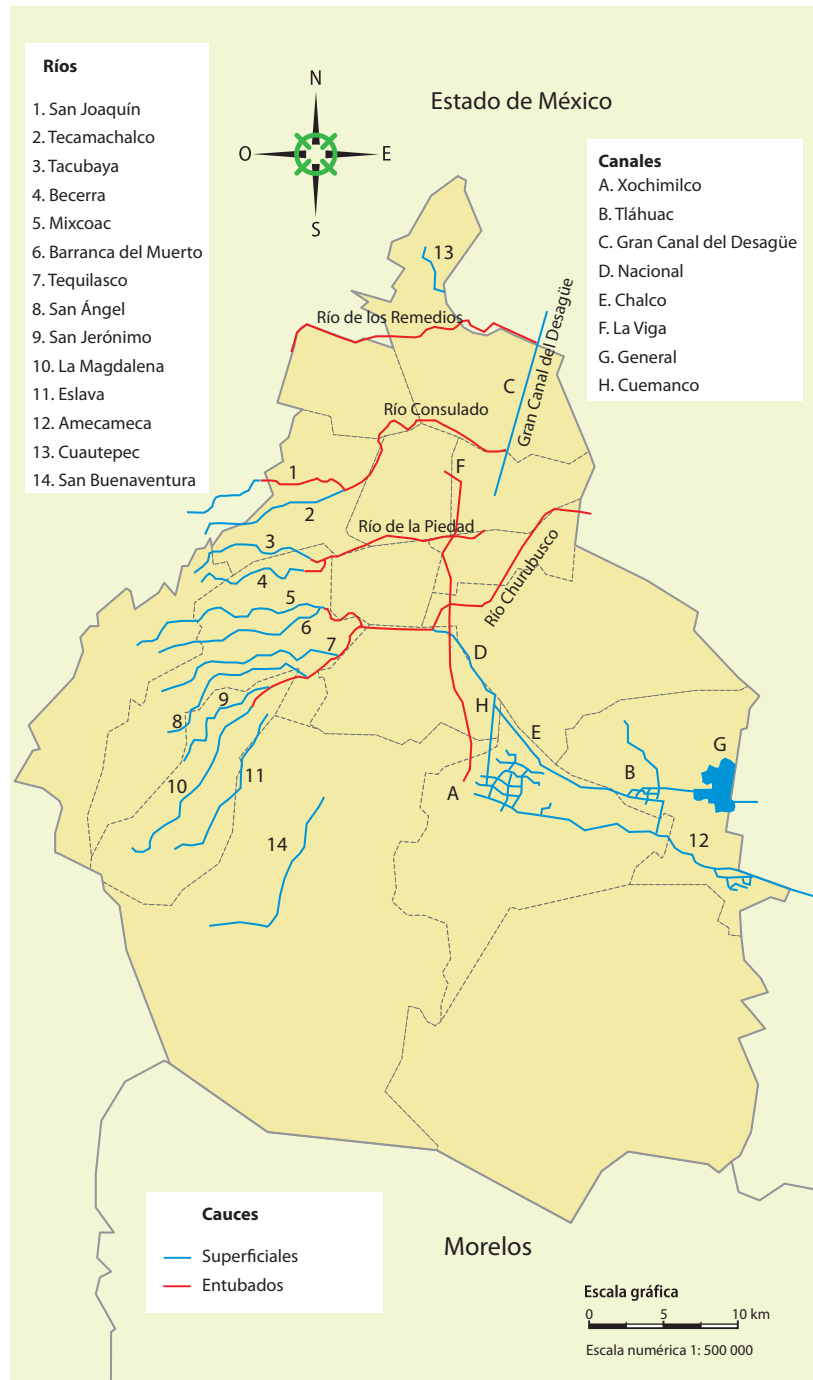 Ríos
1. San Joaquín
2. Tecamachalco
3. Tacubaya
4. Becerra
5. Mixcoac
6. Barranca del Muerto
7. Tequilasco
8. San Ángel
9. San Jerónimo
10. La Magdalena
11. Eslava
12. Amecameca
13. Cuautepec
14. San Buenaventura
N
O
E
S
Estado de México
Canales
A. Xochimilco
B. Tláhuac
C. Gran Canal del Desagüe
D. Nacional
E. Chalco
F. La Viga
G. General
H. Cuemanco
13
Río de los Remedios
Gran Canal del Desagüe
C
Río Consulado
1
F
2
Río de la Piedad
3
4
Río Churubusco
5
6
7
D
9
H
8
E
G
10
11
B
A
12
14
Cauces
Superficiales
Entubados
Morelos
Escala gráfica
0 5 10 km
Escala numérica 1: 500 000